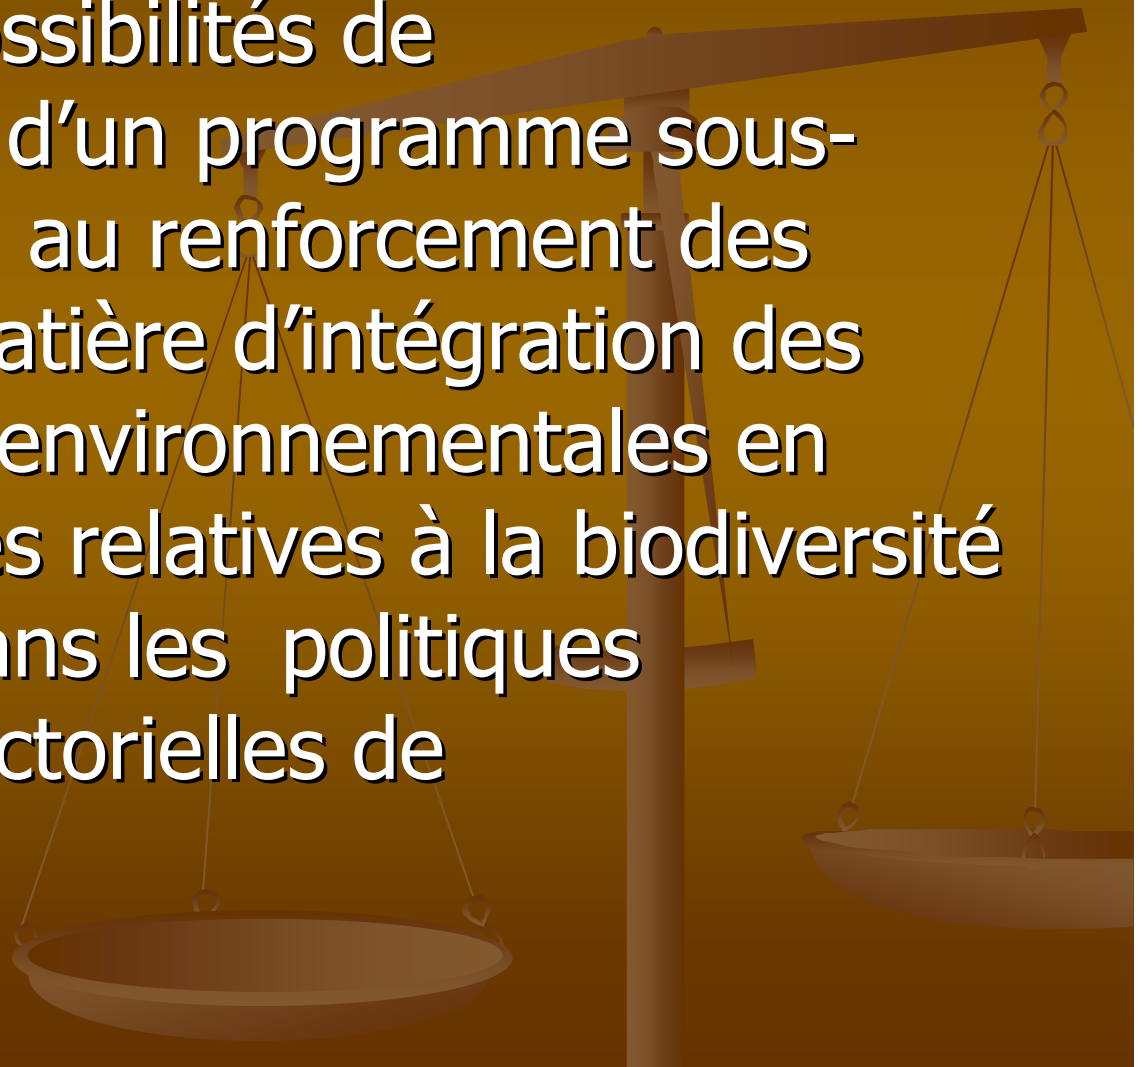 ossibilités de
d’un programme sous-
au renforcement des
atière d’intégration des
environnementales en
es relatives à la biodiversité
ans les  politiques
ctorielles de